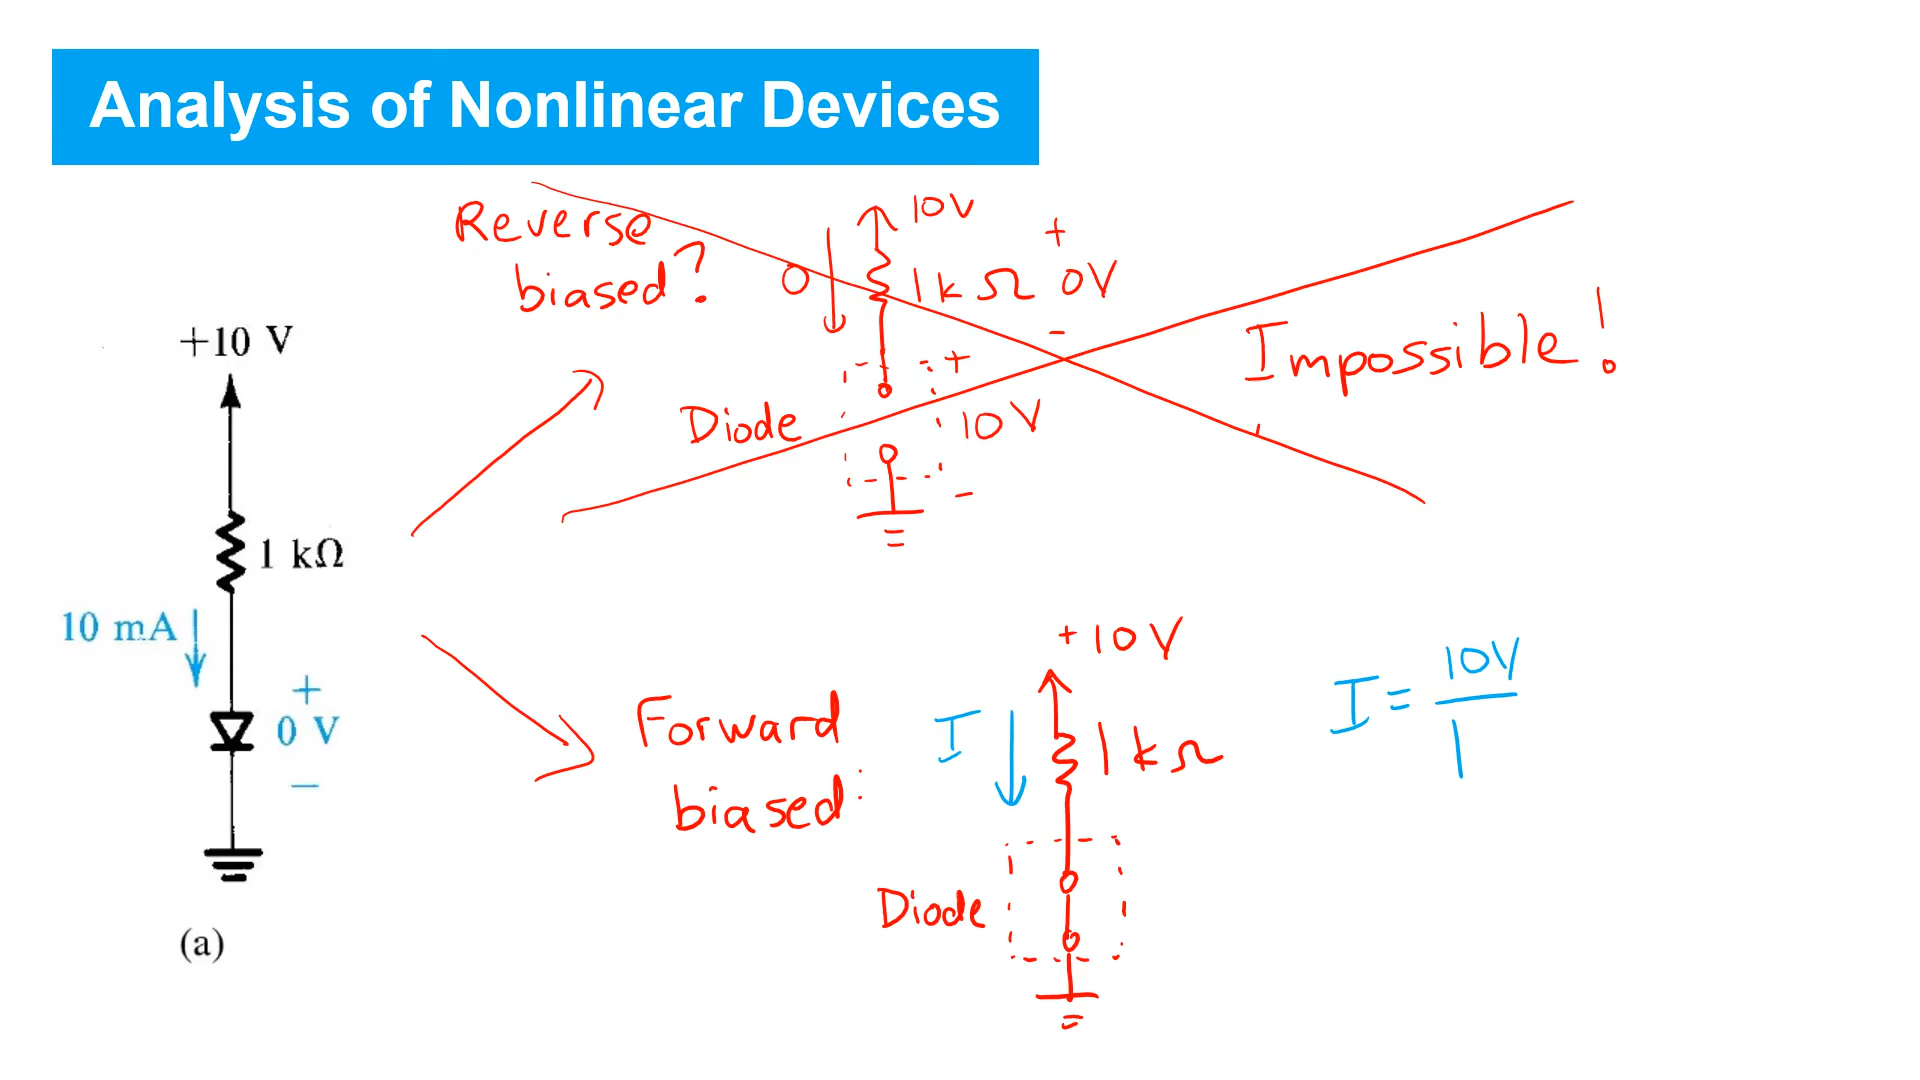 Analysis of Nonlinear Devices
Reverse
biased?
10V
0
1kΩ
+
0V
-
Diode
+
10V
-
Impossible!
+10 V
1 kΩ
10 mA
+
0 V
−
(a)
Forward
biased:
+10V
I
1kΩ
Diode
I = 10V
1